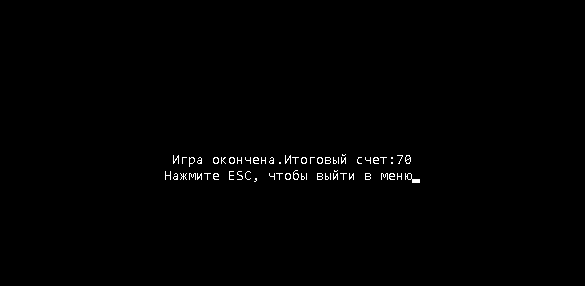 Игра окончена.Итоговый счет:70
Нажмите ESC, чтобы выйти в меню